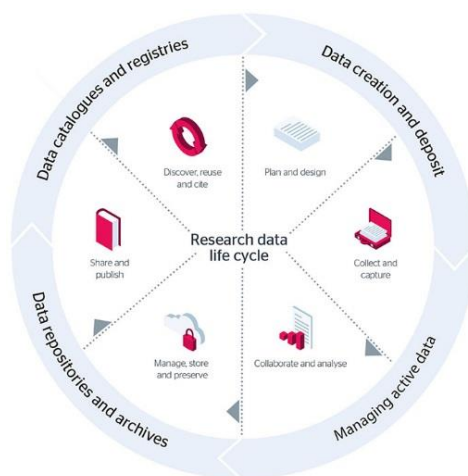 Data catalogues and registries
Data creation and deposit
Discover, reuse
and cite
Plan and design
Research data
life cycle
Share and
publish
Collect and
capture
Manage, store
and preserve
Collaborate and analyse
Data repositories and archives
Managing active data